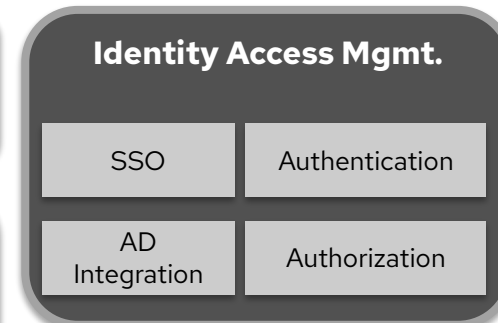 Identity Access Mgmt.
SSO
Authentication
AD
Integration
Authorization